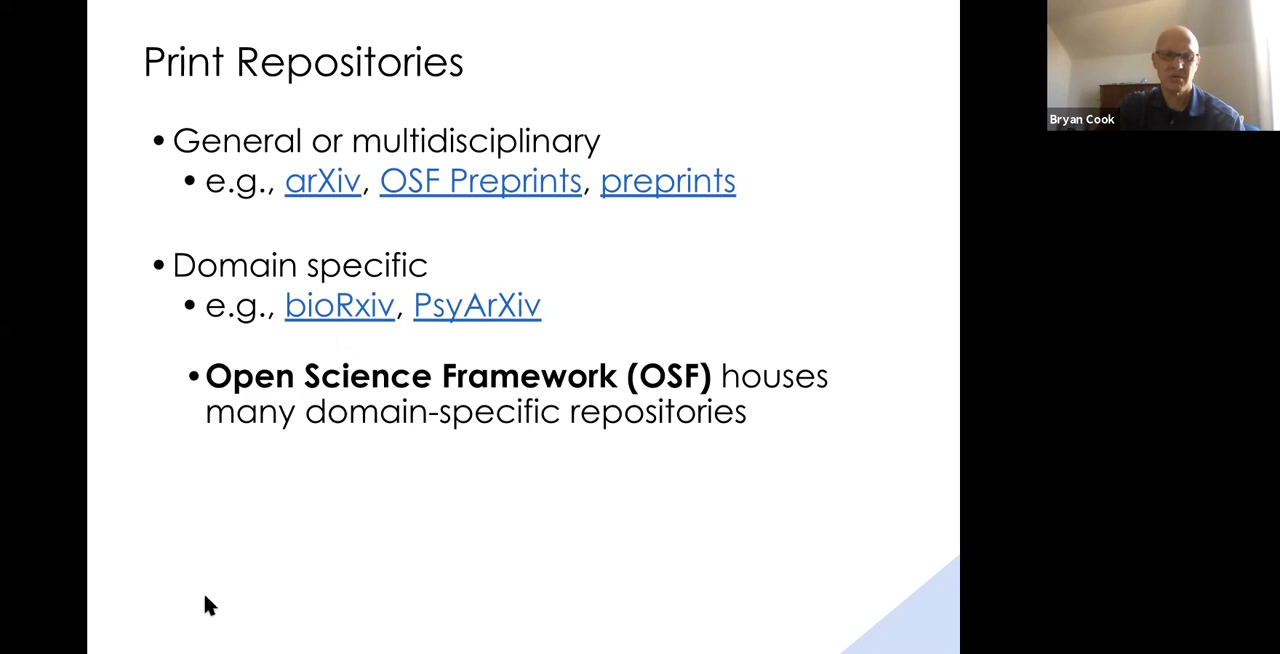 Print Repositories
• General or multidisciplinary
• e.g., arXiv, OSF Preprints, preprints
• Domain specific
• e.g., bioRxiv, PsyArXiv
• Open Science Framework (OSF) houses
many domain-specific repositories
Bryan Cook